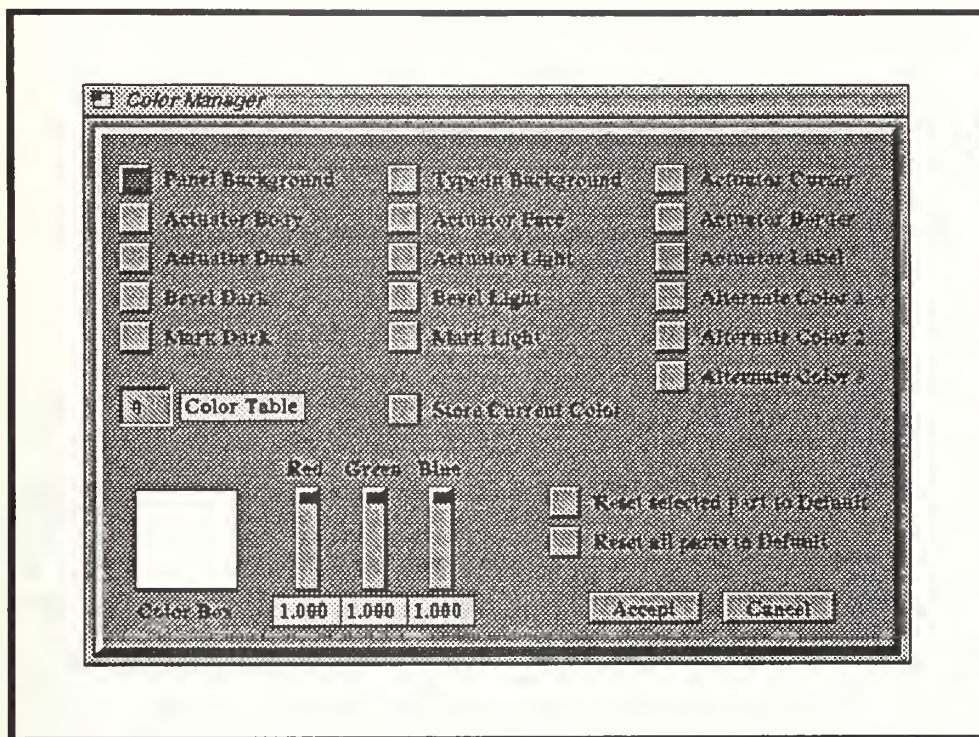 Color Manager
Panel Background Type-in Background Actuator Cursor
Actuator Body Actuator Face Actuator Border
Actuator Dark Actuator Light Actuator Label
Bevel Dark Bevel Light Alternate Color 1
Mark Dark Mark Light Alternate Color 2
Alternate Color 3
0 Color Table Store Current Color
Red Green Blue
Reset selected part to Default
Reset all parts to Default
Color Box 1.000 1.000 1.000 Accept Cancel